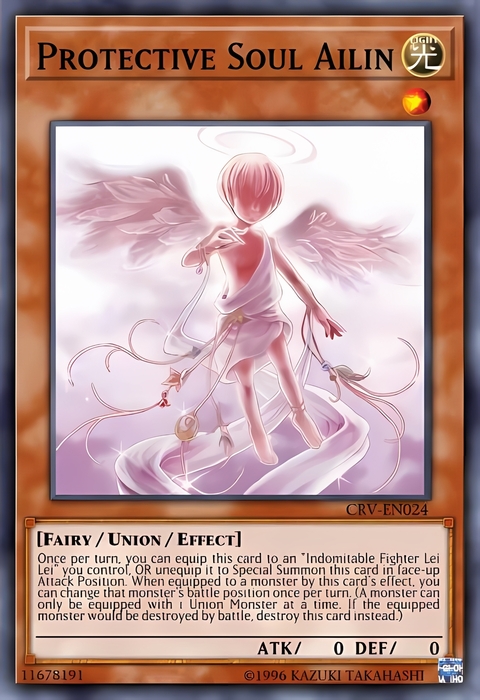 PROTECTIVE SOUL AILIN
LIGHT
光
CRV-EN024
[FAIRY / UNION / EFFECT]
Once per turn, you can equip this card to an "Indomitable Fighter Lei
Lei" you control, OR unequip it to Special Summon this card in face-up
Attack Position. When equipped to a monster by this card's effect, you
can change that monster's battle position once per turn. (A monster can
only be equipped with 1 Union Monster at a time. If the equipped
monster would be destroyed by battle, destroy this card instead.)
ATK/ 0 DEF/ 0
11678191
©1996 KAZUKI TAKAHASHI